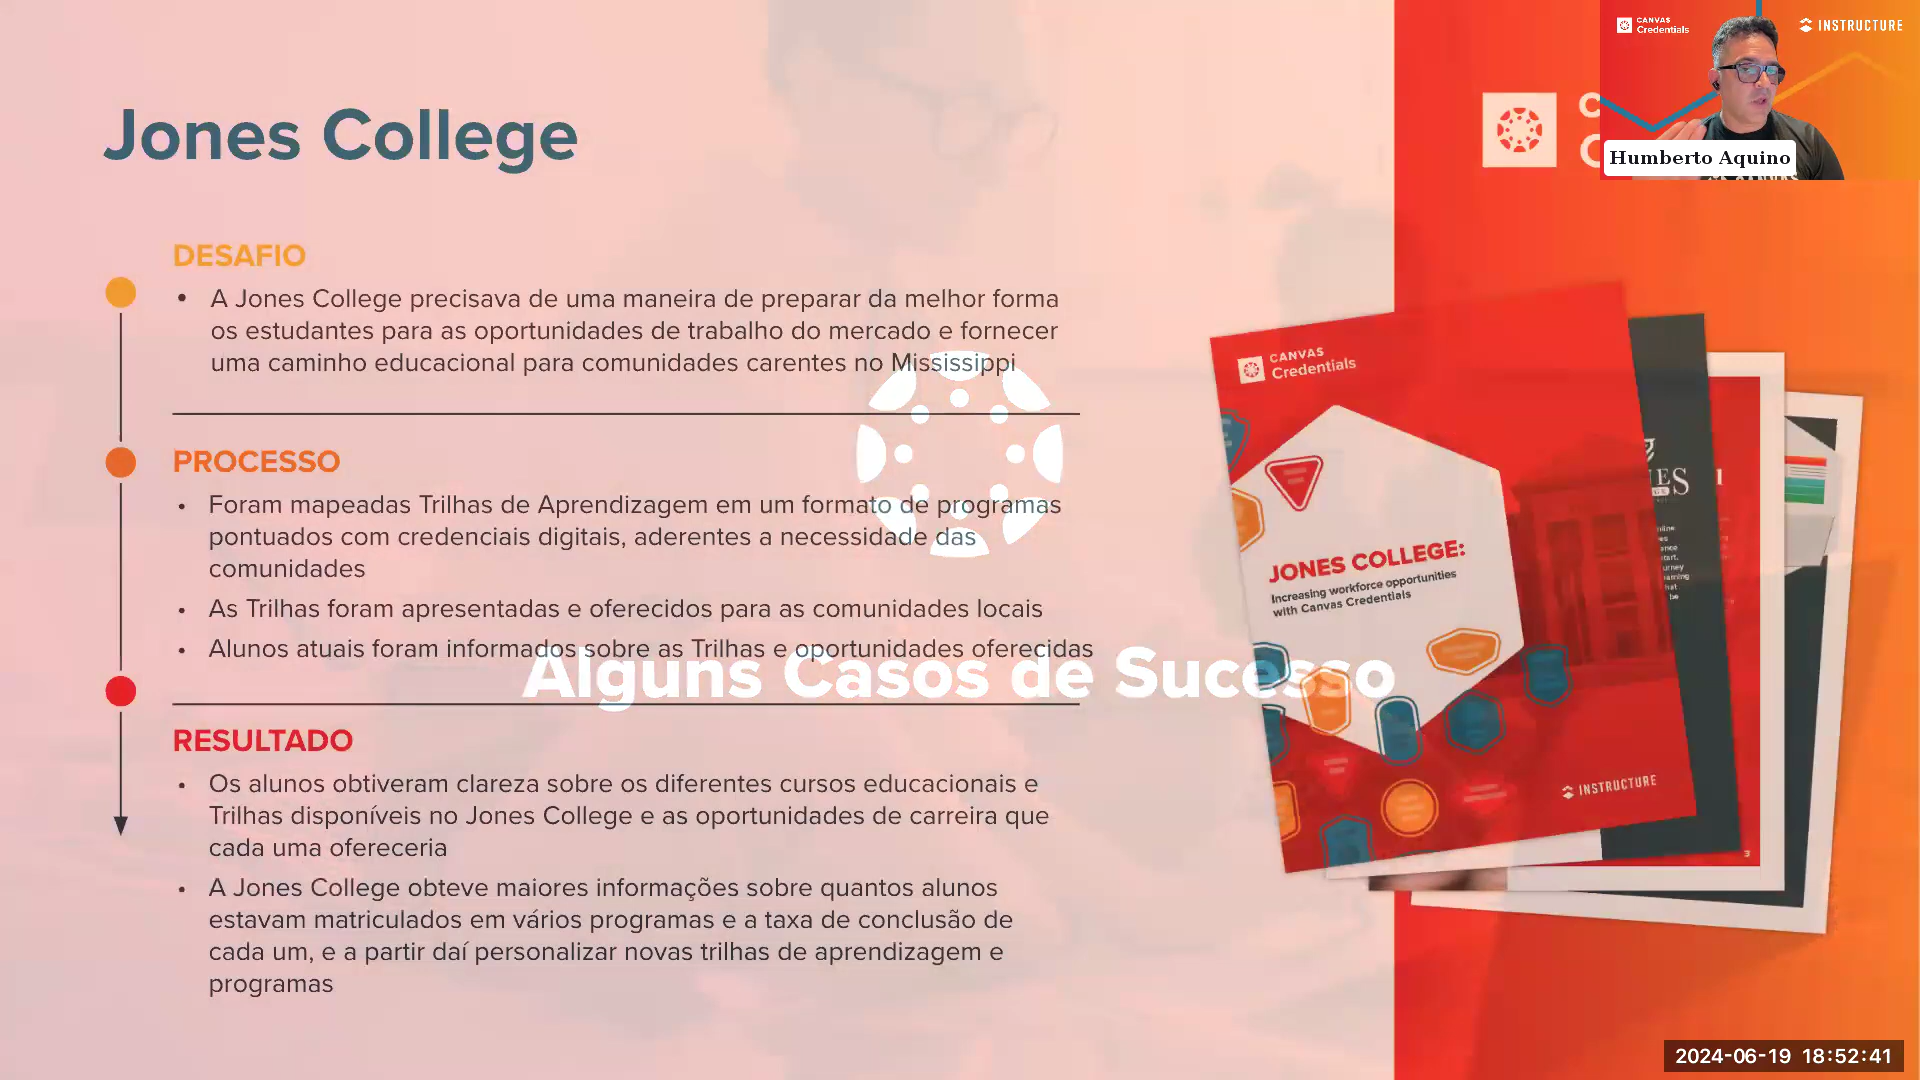 Jones College
DESAFIO
• A Jones College precisava de uma maneira de preparar da melhor forma
os estudantes para as oportunidades de trabalho do mercado e fornecer
uma caminho educacional para comunidades carentes no Mississippi
PROCESSO
• Foram mapeadas Trilhas de Aprendizagem em um formato de programas
pontuados com credenciais digitais, aderentes a necessidade das
comunidades
• As Trilhas foram apresentadas e oferecidos para as comunidades locais
• Alunos atuais foram informados sobre as Trilhas e oportunidades oferecidas
Alguns Casos de Sucesso
RESULTADO
• Os alunos obtiveram clareza sobre os diferentes cursos educacionais e
Trilhas disponíveis no Jones College e as oportunidades de carreira que
cada uma ofereceria
• A Jones College obteve maiores informações sobre quantos alunos
estavam matriculados em vários programas e a taxa de conclusão de
cada um, e a partir daí personalizar novas trilhas de aprendizagem e
programas
CANVAS
Credentials
INSTRUCTURE
Humberto Aquino
CANVAS
Credentials
JONES COLLEGE:
Increasing workforce opportunities
with Canvas Credentials
INSTRUCTURE
3
2024-06-19 18:52:41